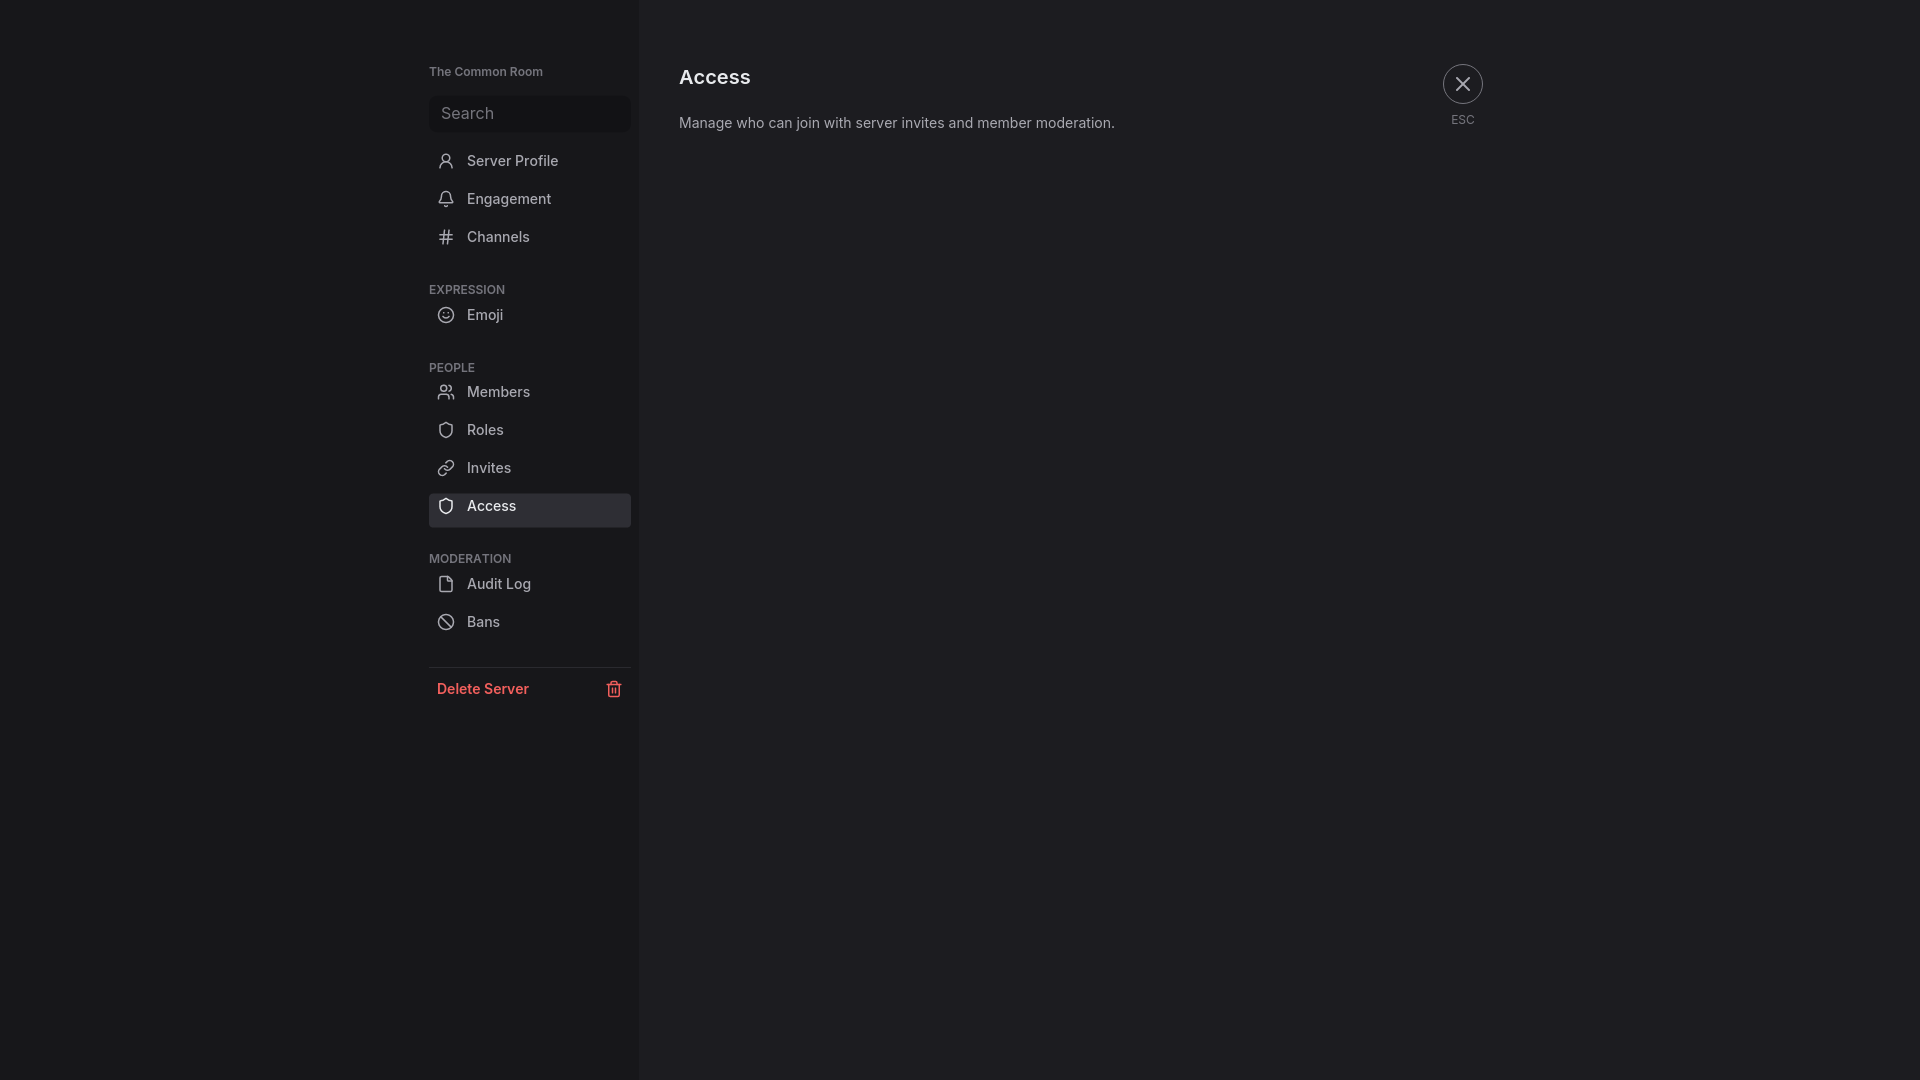 The Common Room
Search
Server Profile
Engagement
Channels
EXPRESSION
Emoji
PEOPLE
Members
Roles
Invites
Access
MODERATION
Audit Log
Bans
Delete Server
Access
Manage who can join with server invites and member moderation.
ESC